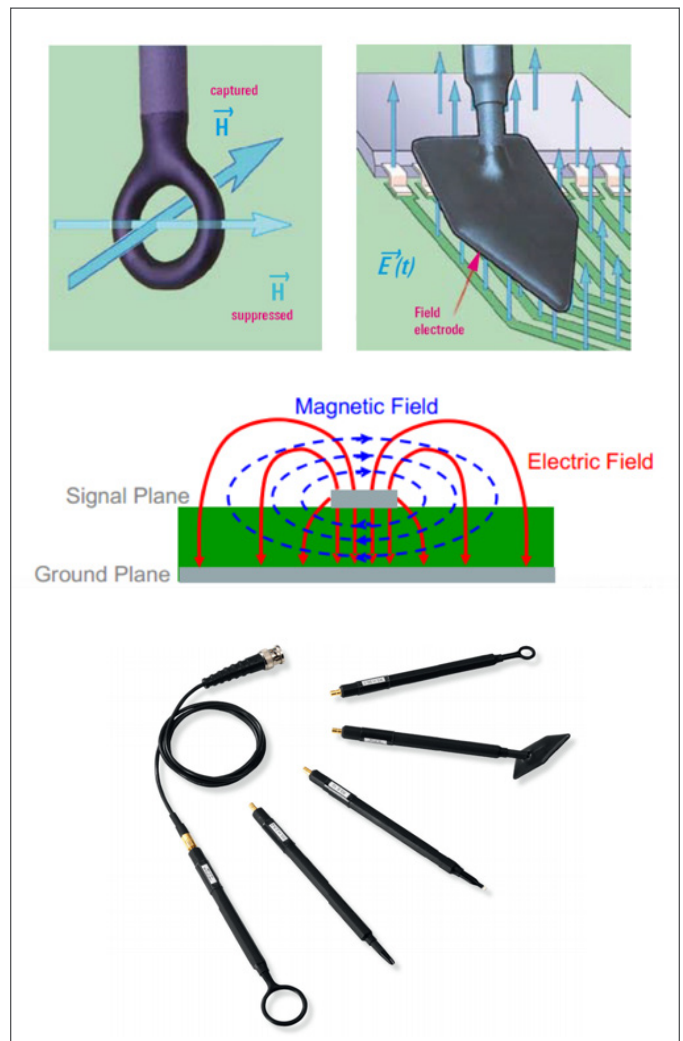 captured
H
H
suppressed
E(t)
Field
electrode
Magnetic Field
Electric Field
Signal Plane
Ground Plane